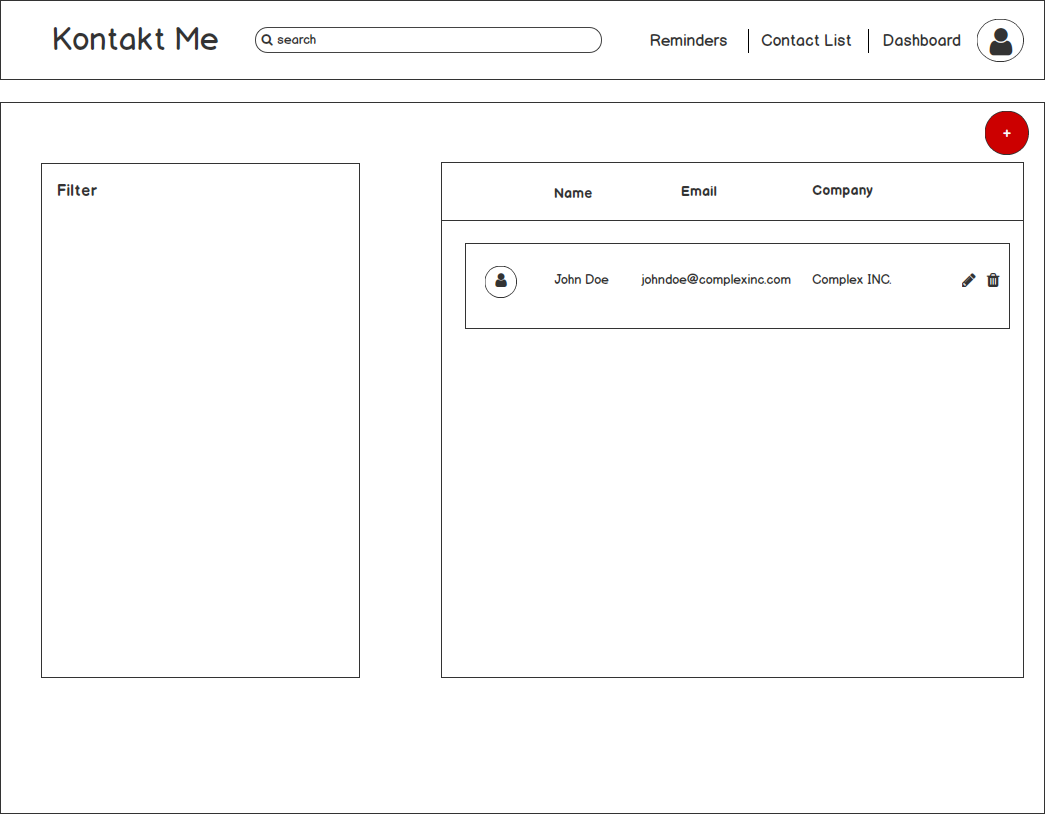 Kontakt Me
search
Reminders
Contact List
Dashboard
+
Filter
Name
Email
Company
John Doe
johndoe@complexinc.com
Complex INC.